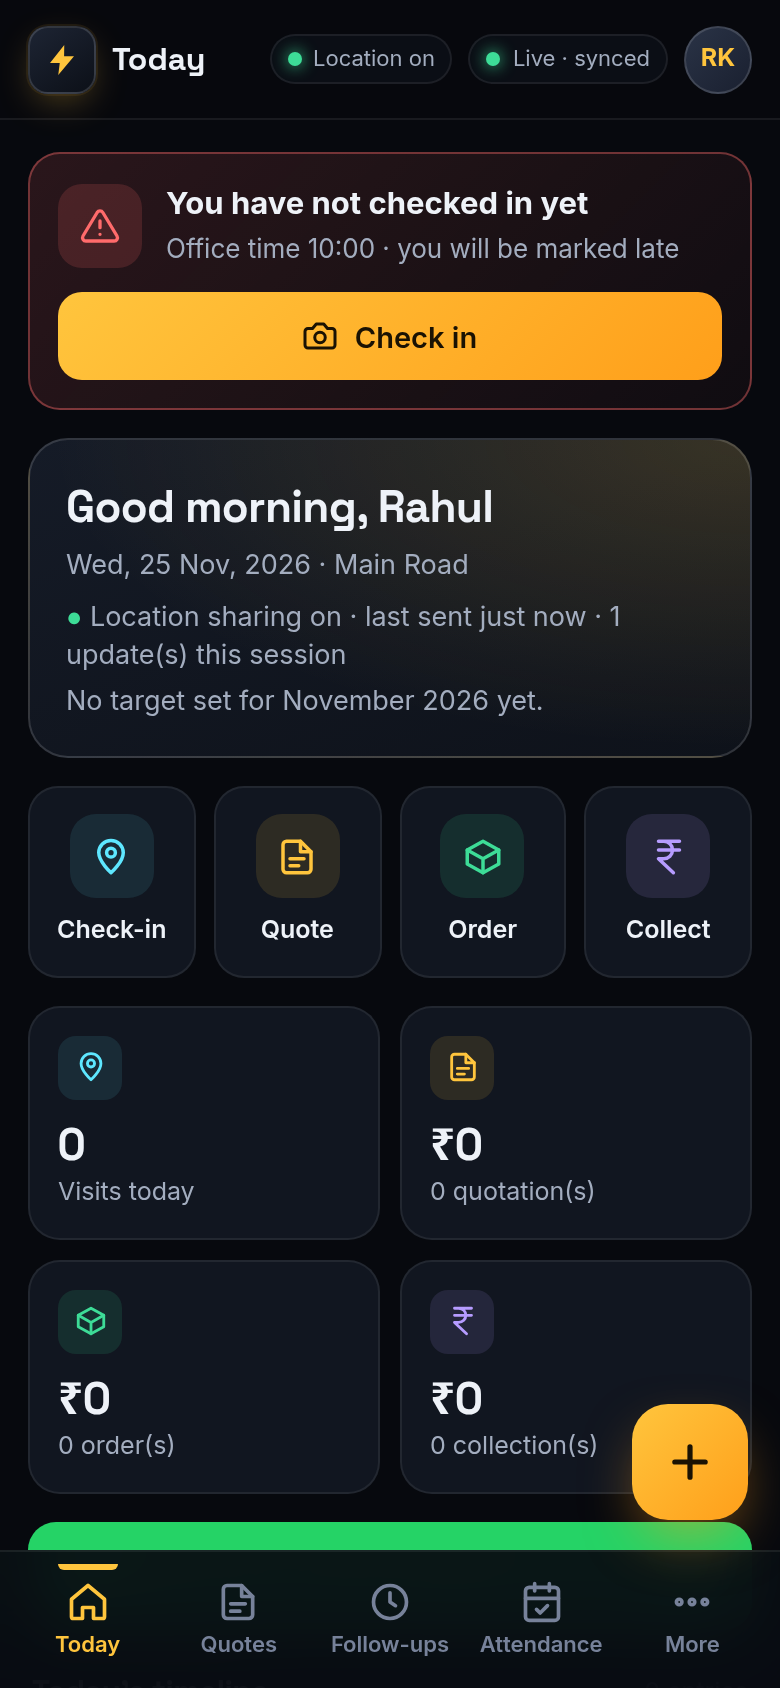 Today
Location on
Live · synced
RK
You have not checked in yet
Office time 10:00 · you will be marked late
Check in
Good morning, Rahul
Wed, 25 Nov, 2026 · Main Road
Location sharing on · last sent just now · 1
update(s) this session
No target set for November 2026 yet.
Check-in
Quote
Order
Collect
0
Visits today
₹0
0 quotation(s)
₹0
0 order(s)
₹0
0 collection(s)
Today
Quotes
Follow-ups
Attendance
More